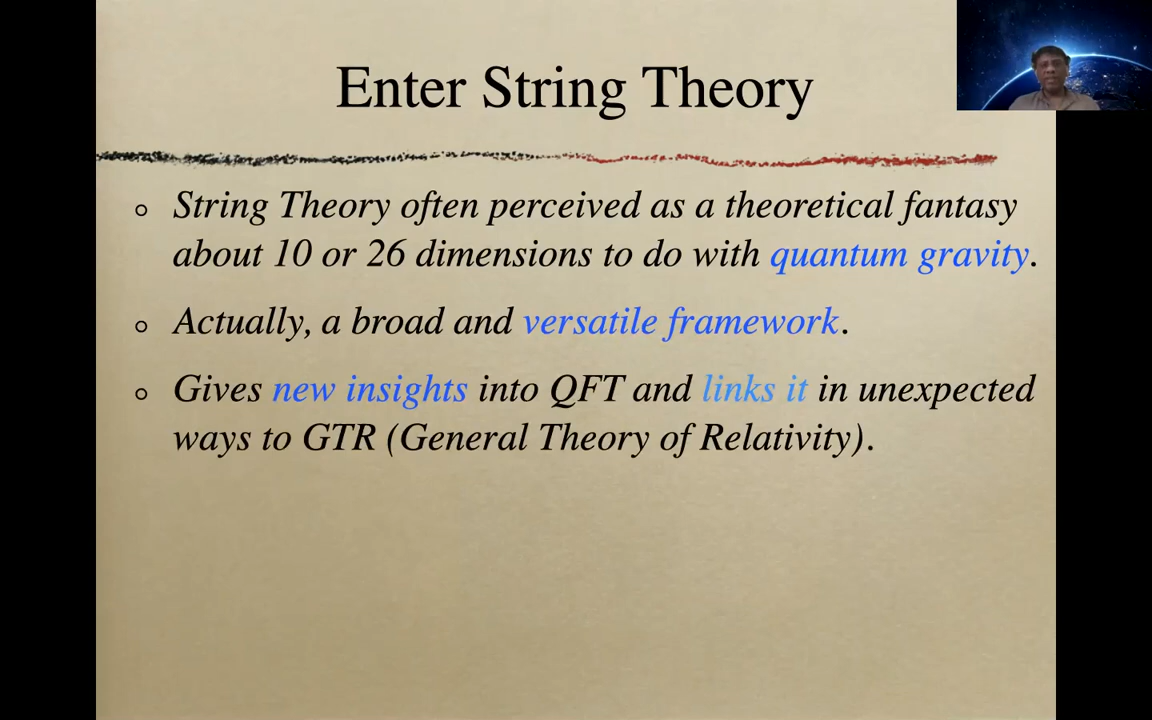 Enter String Theory
String Theory often perceived as a theoretical fantasy
about 10 or 26 dimensions to do with quantum gravity.
Actually, a broad and versatile framework.
Gives new insights into QFT and links it in unexpected
ways to GTR (General Theory of Relativity).